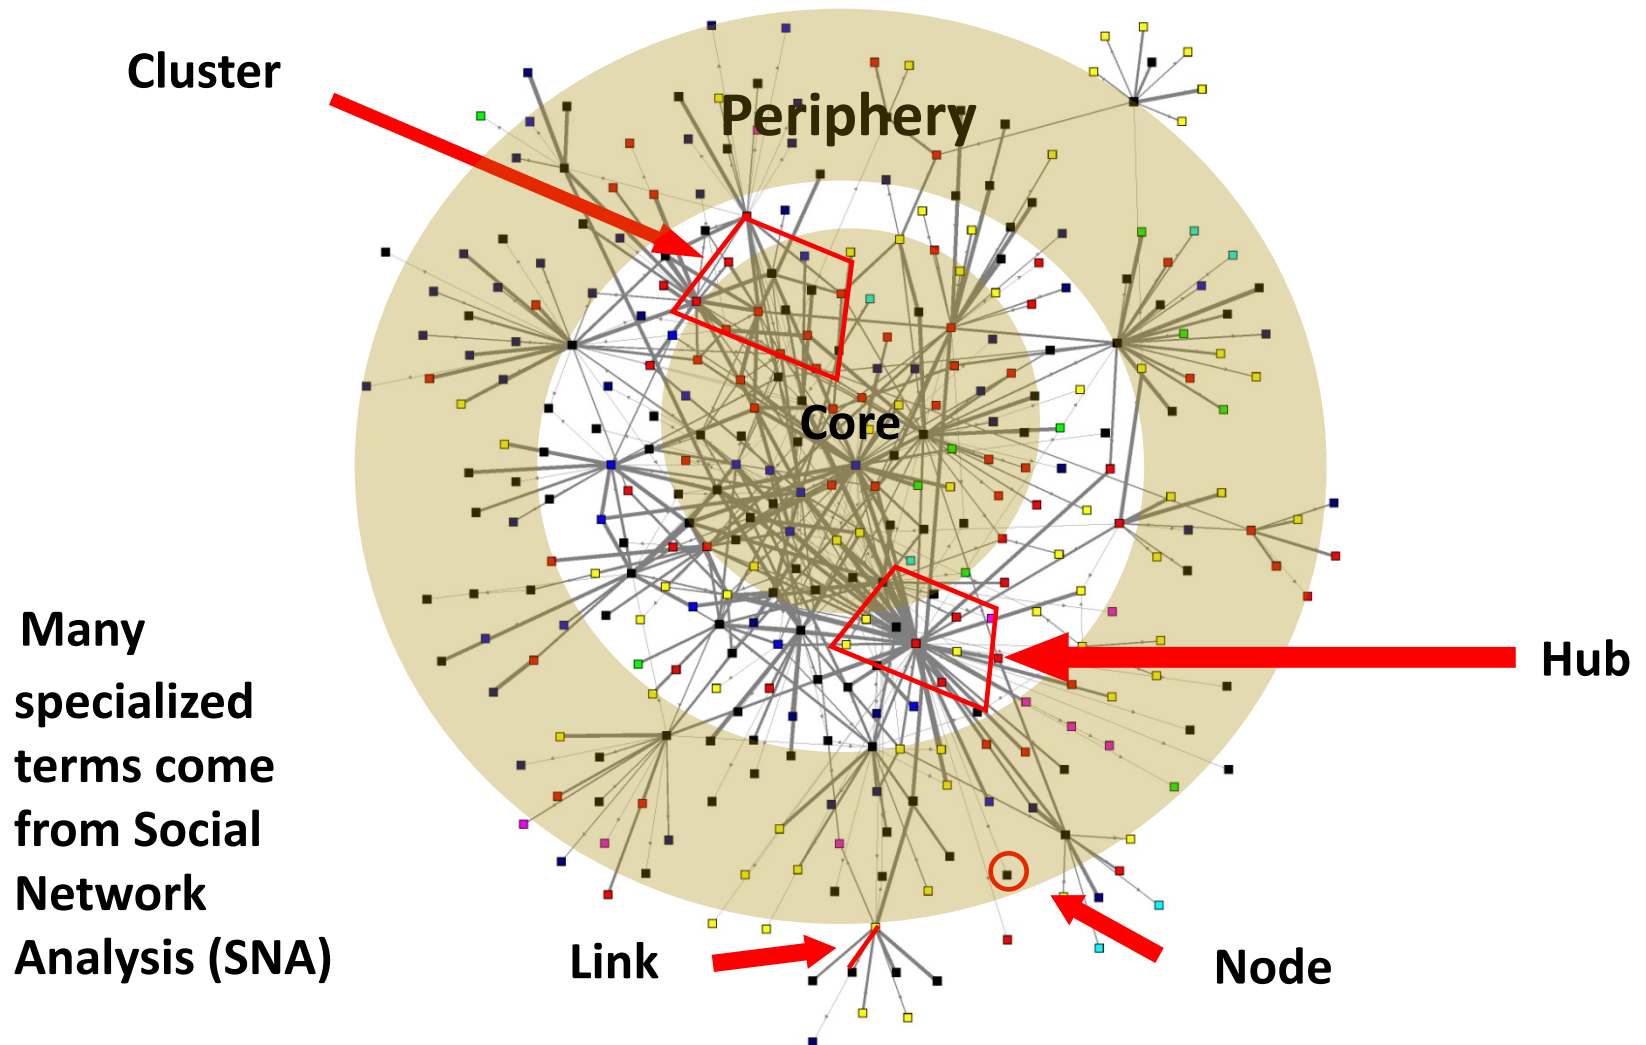 Cluster
Periphery
Core
Many
specialized
terms come
from Social
Network
Analysis (SNA)
Hub
Link
Node